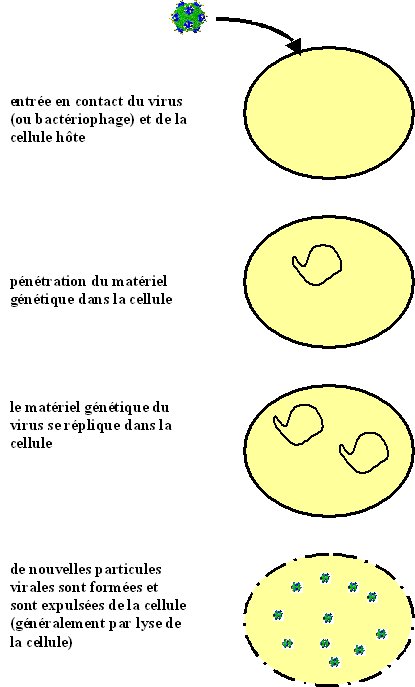 entrée en contact du virus
(ou bactériophage) et de la
cellule hôte
pénétration du matériel
génétique dans la cellule
le matériel génétique du
virus se réplique dans la
cellule
de nouvelles particules
virales sont formées et
sont expulsées de la cellule
(généralement par lyse de
la cellule)